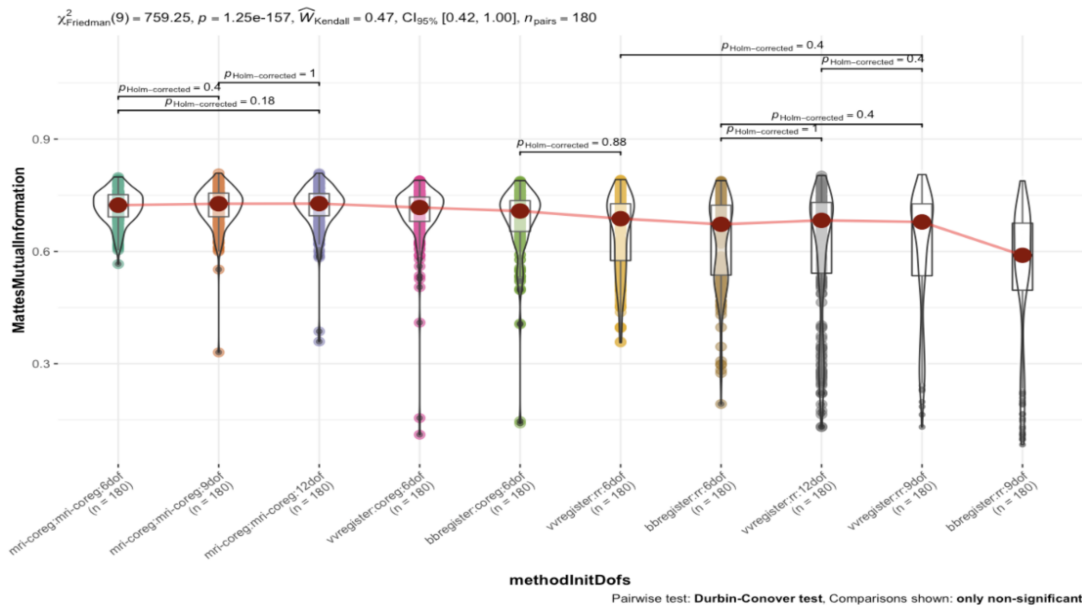 χ²Friedman(9) = 759.25, p = 1.25e-157, ŴKendall = 0.47, CI95% [0.42, 1.00], npairs = 180
pHolm-corrected = 0.4
pHolm-corrected = 0.4
pHolm-corrected = 1
pHolm-corrected = 0.4
pHolm-corrected = 0.18
pHolm-corrected = 0.4
pHolm-corrected = 1
pHolm-corrected = 0.88
MattesMutualInformation
0.9
0.6
0.3
mri-coreg:mri-coreg:6dof
(n = 180)
mri-coreg:mri-coreg:9dof
(n = 180)
mri-coreg:mri-coreg:12dof
(n = 180)
vvregister:coreg:6dof
(n = 180)
bbregister:coreg:6dof
(n = 180)
vvregister:rr:6dof
(n = 180)
bbregister:rr:6dof
(n = 180)
vvregister:rr:12dof
(n = 180)
vvregister:rr:9dof
(n = 180)
bbregister:rr:9dof
(n = 180)
methodInitDofs
Pairwise test: Durbin-Conover test, Comparisons shown: only non-significant